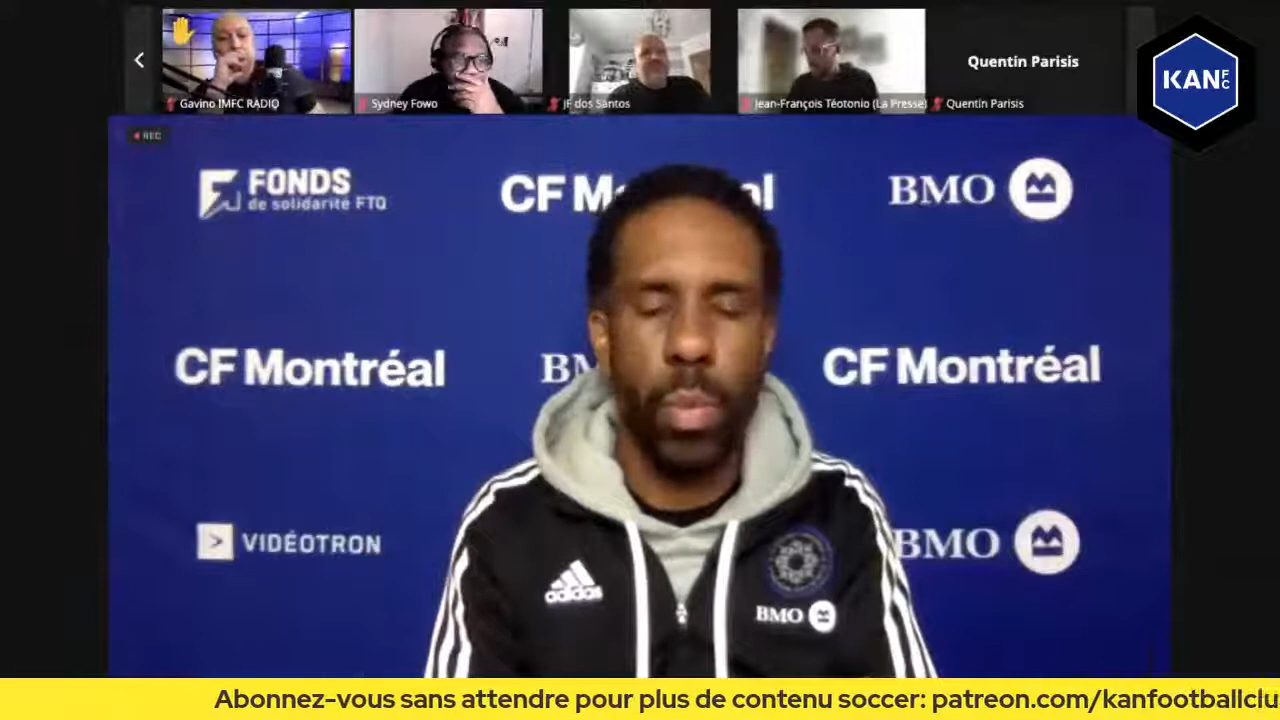 Quentin Parisis
Gavino IMFC RADIO
Sydney Fowo
JF dos Santos
Jean-François Téotonio (La Presse)
Quentin Parisis
KAN FC
REC
FONDS
de solidarité FTQ
CF M l
BMO
CF Montréal
BM
CF Montréal
VIDÉOTRON
BMO
adidas
BMO
Abonnez-vous sans attendre pour plus de contenu soccer: patreon.com/kanfootballclu